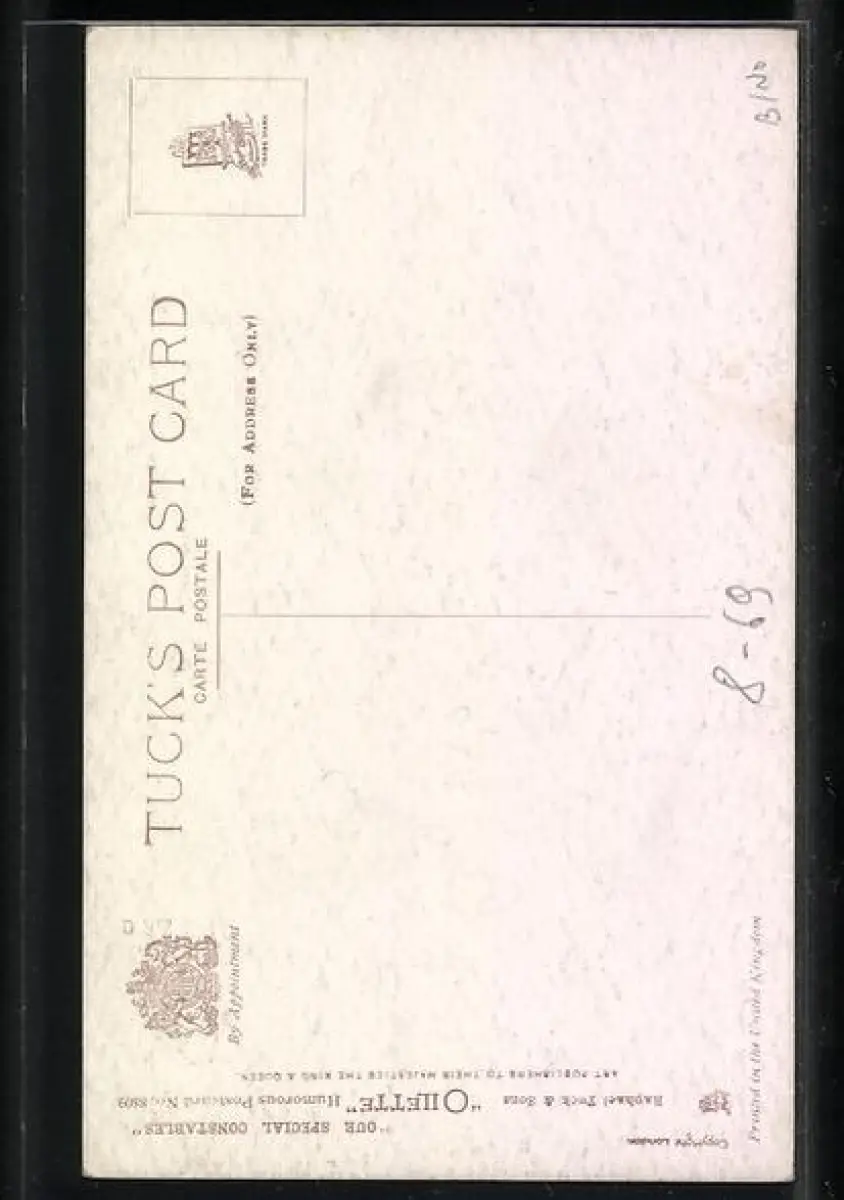 TUCK'S POST CARD
CARTE POSTALE
(FOR ADDRESS ONLY)
TRADE MARK
By Appointment
"OUR SPECIAL CONSTABLES"
Raphael Tuck & Sons "OILETTE" Humorous Postcard No. 8809
ART PUBLISHERS TO THEIR MAJESTIES THE KING & QUEEN.
Copyright London
Printed in the United Kingdom
8-69